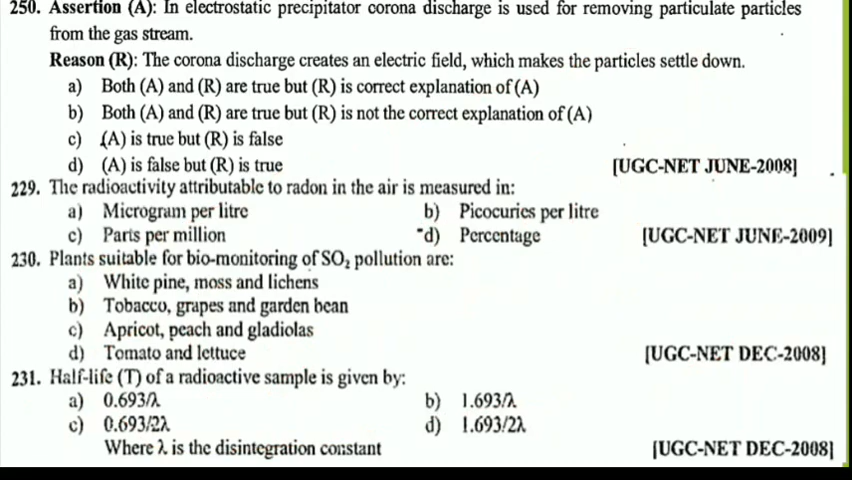 250. Assertion (A): In electrostatic precipitator corona discharge is used for removing particulate particles
from the gas stream.
Reason (R): The corona discharge creates an electric field, which makes the particles settle down.
a) Both (A) and (R) are true but (R) is correct explanation of (A)
b) Both (A) and (R) are true but (R) is not the correct explanation of (A)
c) (A) is true but (R) is false
d) (A) is false but (R) is true [UGC-NET JUNE-2008]
229. The radioactivity attributable to radon in the air is measured in:
a) Microgram per litre b) Picocuries per litre
c) Parts per million d) Percentage [UGC-NET JUNE-2009]
230. Plants suitable for bio-monitoring of SO₂ pollution are:
a) White pine, moss and lichens
b) Tobacco, grapes and garden bean
c) Apricot, peach and gladiolas
d) Tomato and lettuce [UGC-NET DEC-2008]
231. Half-life (T) of a radioactive sample is given by:
a) 0.693/λ b) 1.693/λ
c) 0.693/2λ d) 1.693/2λ
Where λ is the disintegration constant [UGC-NET DEC-2008]